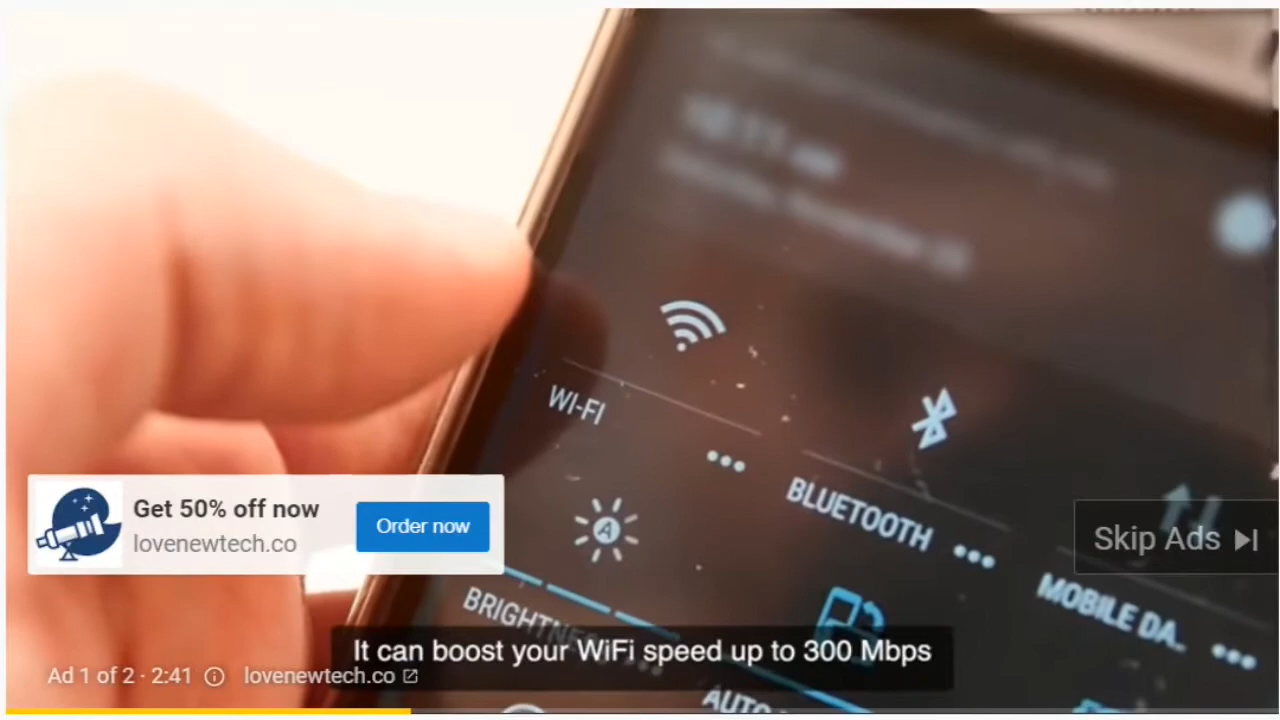 WI-FI
BLUETOOTH
MOBILE DA..
Get 50% off now
lovenewtech.co
Order now
Skip Ads
It can boost your WiFi speed up to 300 Mbps
Ad 1 of 2 · 2:41
lovenewtech.co